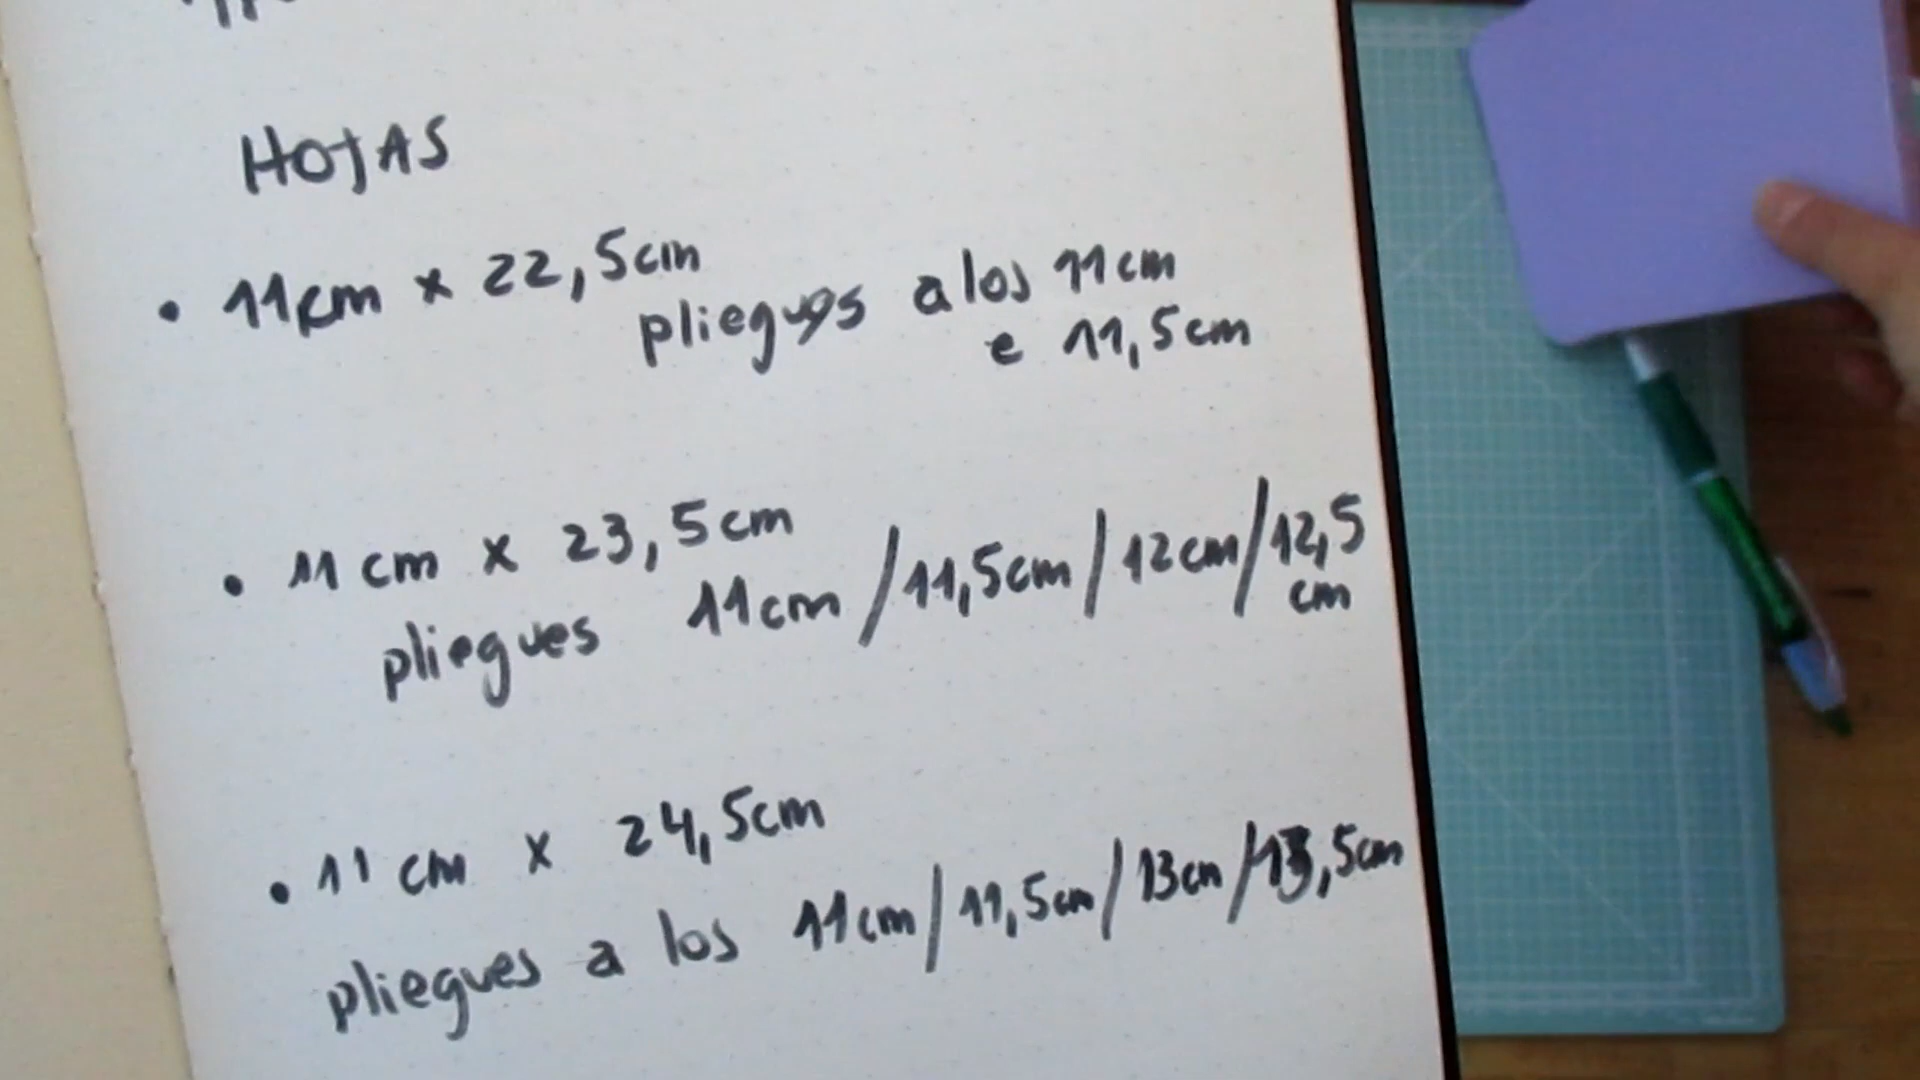 HOJAS
• 11cm x 22,5cm
pliegues a los 11cm
e 11,5cm
• 11 cm x 23,5cm
pliegues 11cm / 11,5cm / 12cm / 12,5
cm
• 11 cm x 24,5cm
pliegues a los 11cm / 11,5cm / 13cm / 13,5cm